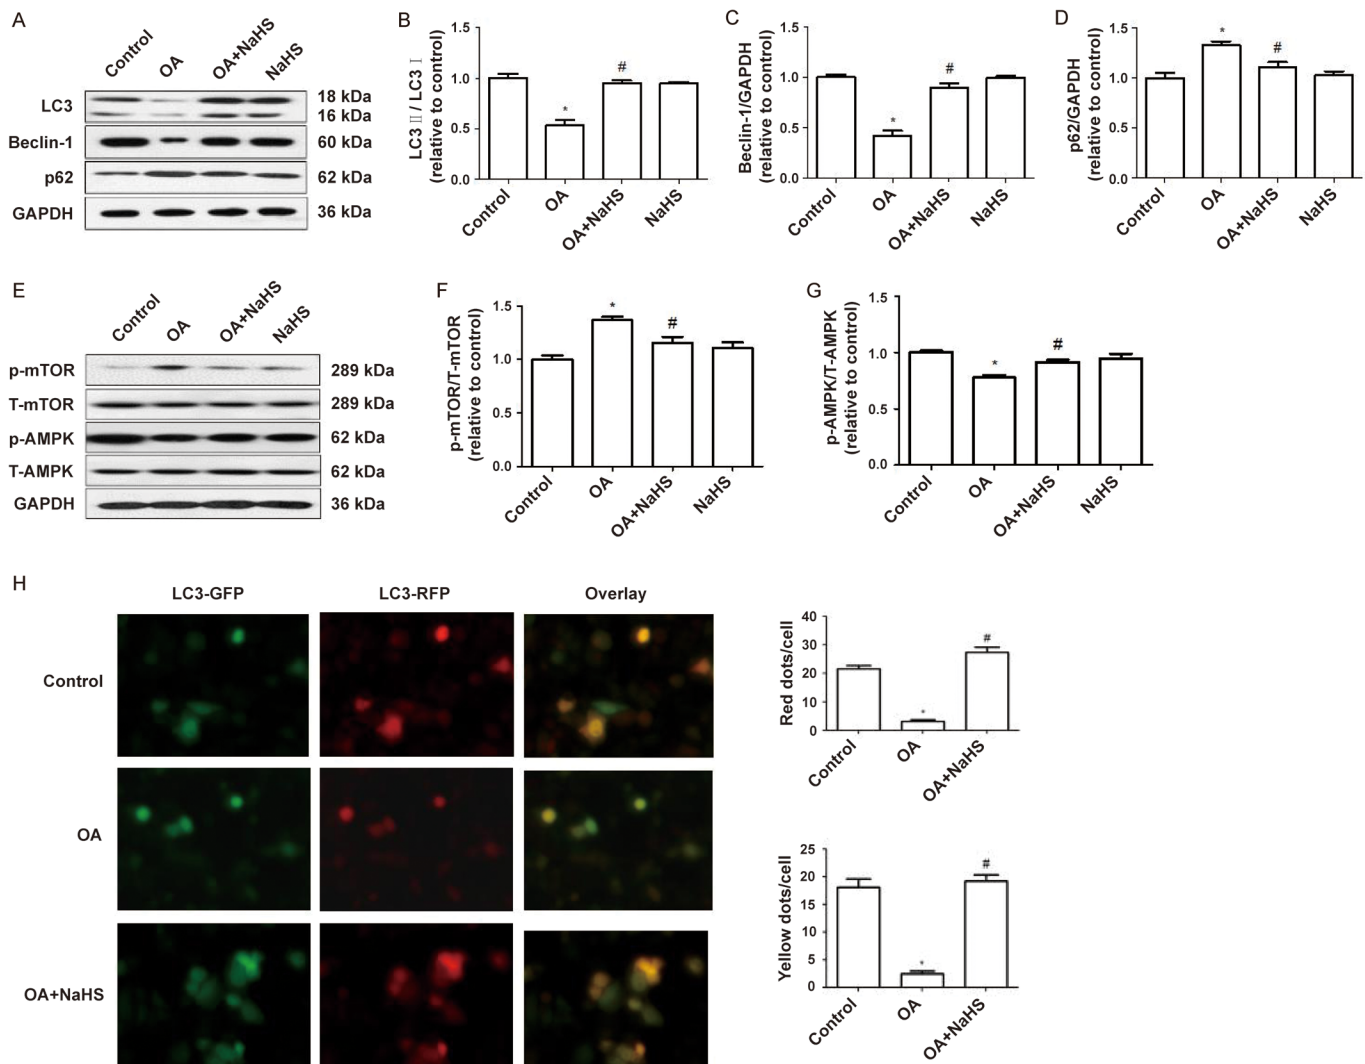 A
Control
OA
OA+NaHS
NaHS
LC3
18 kDa
16 kDa
Beclin-1
60 kDa
p62
62 kDa
GAPDH
36 kDa
B
LC3 Ⅱ / LC3 Ⅰ
(relative to control)
1.5
1.0
0.5
0.0
*
#
Control
OA
OA+NaHS
NaHS
C
Beclin-1/GAPDH
(relative to control)
1.5
1.0
0.5
0.0
*
#
Control
OA
OA+NaHS
NaHS
D
p62/GAPDH
(relative to control)
1.5
1.0
0.5
0.0
*
#
Control
OA
OA+NaHS
NaHS
E
Control
OA
OA+NaHS
NaHS
p-mTOR
289 kDa
T-mTOR
289 kDa
p-AMPK
62 kDa
T-AMPK
62 kDa
GAPDH
36 kDa
F
p-mTOR/T-mTOR
(relative to control)
1.5
1.0
0.5
0.0
*
#
Control
OA
OA+NaHS
NaHS
G
p-AMPK/T-AMPK
(relative to control)
1.5
1.0
0.5
0.0
*
#
Control
OA
OA+NaHS
NaHS
H
LC3-GFP
LC3-RFP
Overlay
Control
OA
OA+NaHS
Red dots/cell
40
30
20
10
0
*
#
Control
OA
OA+NaHS
Yellow dots/cell
25
20
15
10
5
0
*
#
Control
OA
OA+NaHS